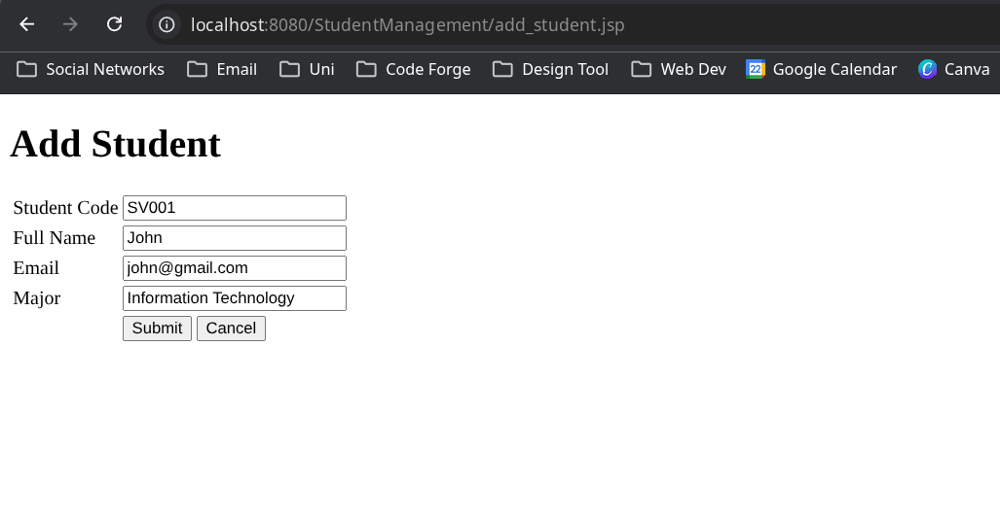 localhost:8080/StudentManagement/add_student.jsp
Social Networks Email Uni Code Forge Design Tool Web Dev 22 Google Calendar C Canva
Add Student
Student Code SV001
Full Name John
Email john@gmail.com
Major Information Technology
Submit Cancel